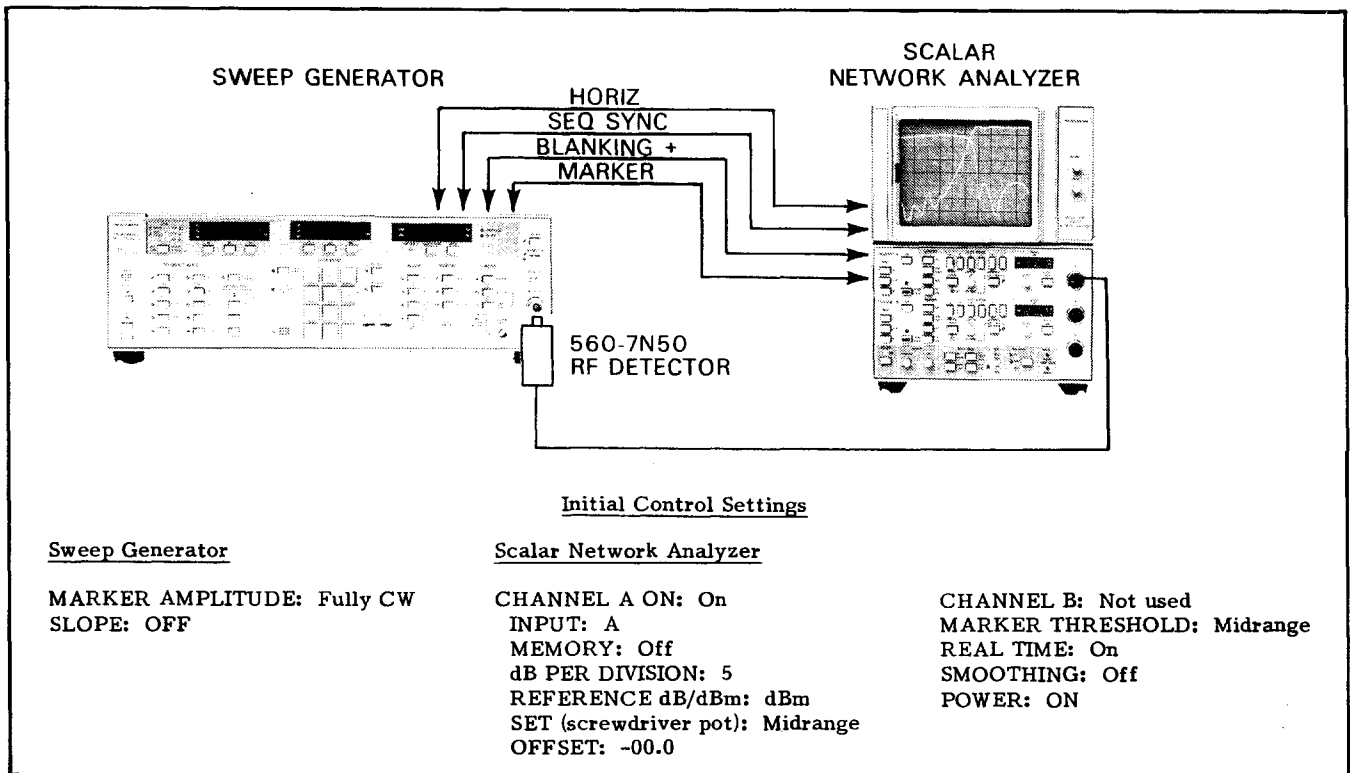 SWEEP GENERATOR
SCALAR
NETWORK ANALYZER
HORIZ
SEQ SYNC
BLANKING +
MARKER
560-7N50
RF DETECTOR
Initial Control Settings
Sweep Generator
MARKER AMPLITUDE: Fully CW
SLOPE: OFF
Scalar Network Analyzer
CHANNEL A ON: On
INPUT: A
MEMORY: Off
dB PER DIVISION: 5
REFERENCE dB/dBm: dBm
SET (screwdriver pot): Midrange
OFFSET: -00.0
CHANNEL B: Not used
MARKER THRESHOLD: Midrange
REAL TIME: On
SMOOTHING: Off
POWER: ON